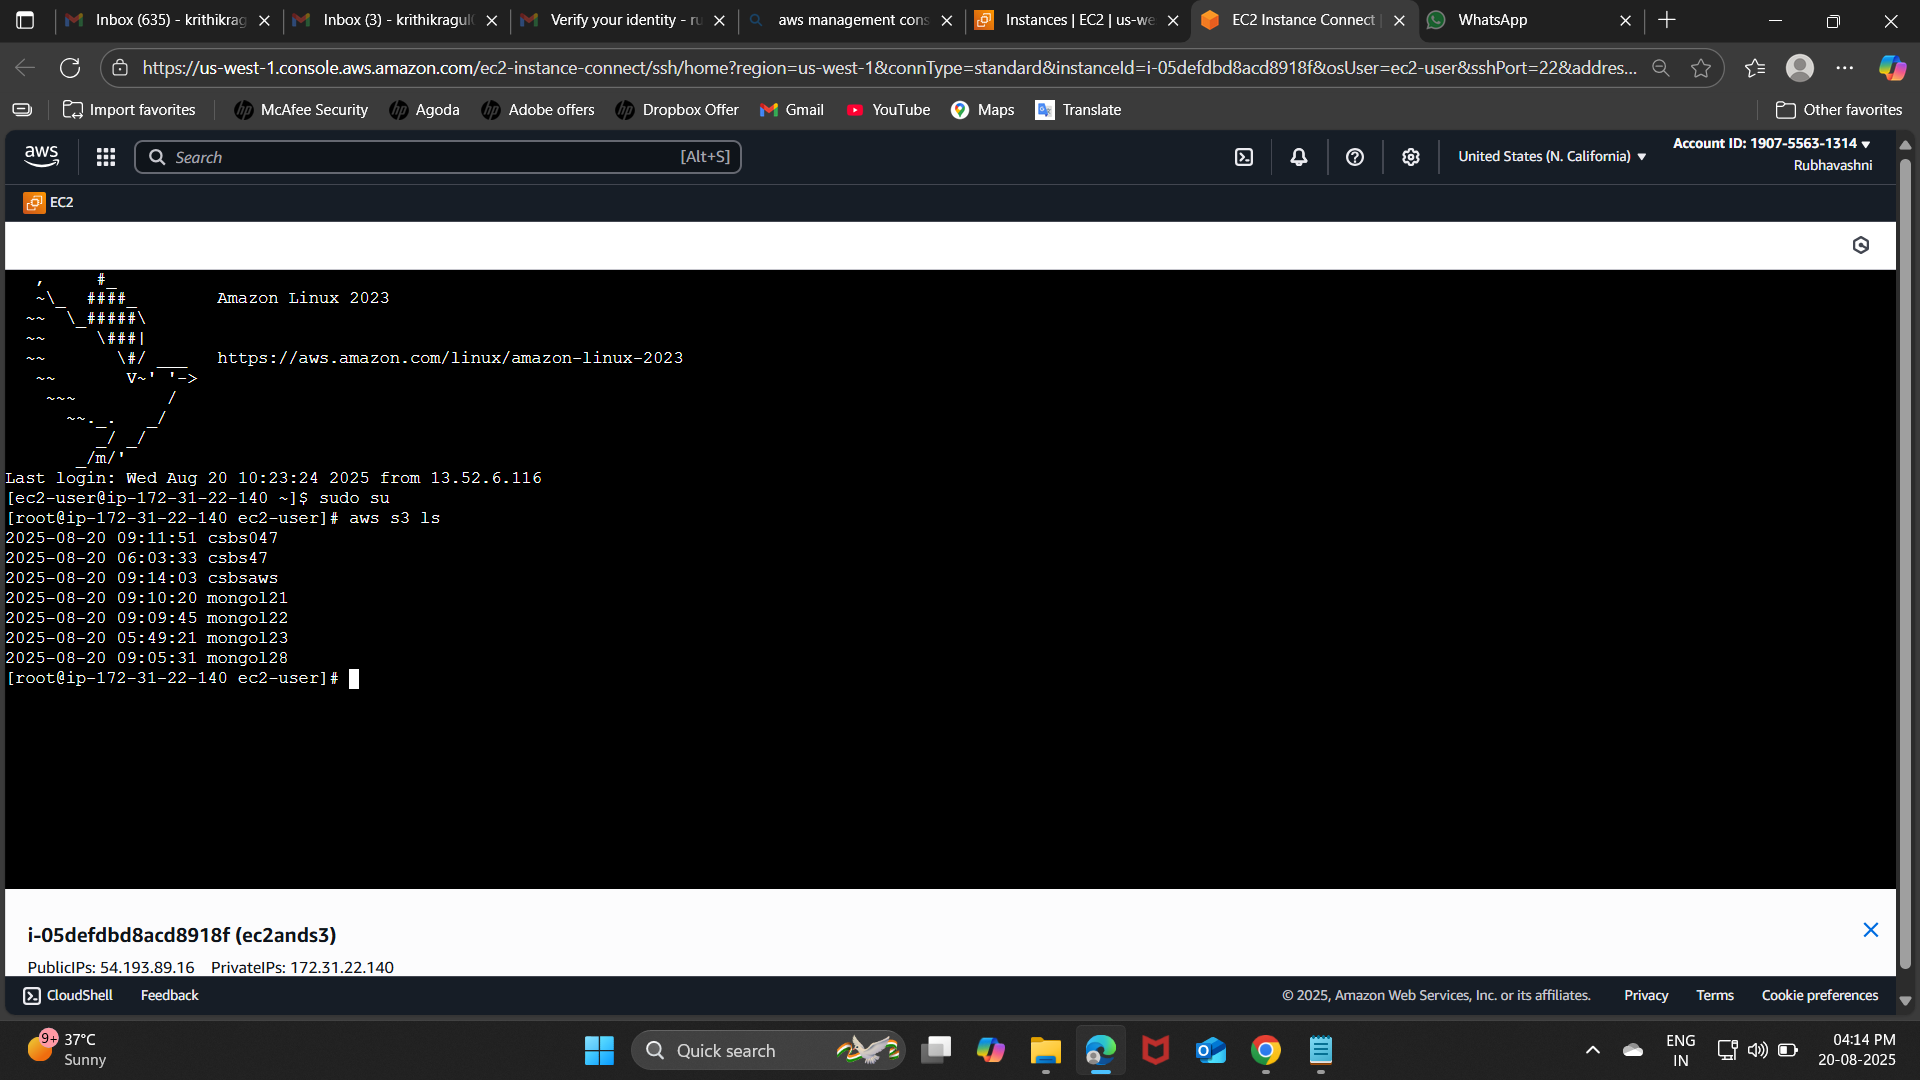 Inbox (635) - krithikrag
Inbox (3) - krithikragul
Verify your identity - ru
aws management cons
Instances | EC2 | us-we
EC2 Instance Connect
WhatsApp
https://us-west-1.console.aws.amazon.com/ec2-instance-connect/ssh/home?region=us-west-1&connType=standard&instanceId=i-05defdbd8acd8918f&osUser=ec2-user&sshPort=22&addres...
Import favorites
McAfee Security
Agoda
Adobe offers
Dropbox Offer
Gmail
YouTube
Maps
Translate
Other favorites
aws
Search [Alt+S]
United States (N. California)
Account ID: 1907-5563-1314
Rubhavashni
EC2
   ,     #_
   ~\_  ####_        Amazon Linux 2023
  ~~  \_#####\
  ~~     \###|
  ~~       \#/ ___   https://aws.amazon.com/linux/amazon-linux-2023
   ~~       V~' '->
    ~~~         /
      ~~._.   _/
         _/ _/
       _/m/'
Last login: Wed Aug 20 10:23:24 2025 from 13.52.6.116
[ec2-user@ip-172-31-22-140 ~]$ sudo su
[root@ip-172-31-22-140 ec2-user]# aws s3 ls
2025-08-20 09:11:51 csbs047
2025-08-20 06:03:33 csbs47
2025-08-20 09:14:03 csbsaws
2025-08-20 09:10:20 mongol21
2025-08-20 09:09:45 mongol22
2025-08-20 05:49:21 mongol23
2025-08-20 09:05:31 mongol28
[root@ip-172-31-22-140 ec2-user]#
i-05defdbd8acd8918f (ec2ands3)
PublicIPs: 54.193.89.16 PrivateIPs: 172.31.22.140
CloudShell
Feedback
© 2025, Amazon Web Services, Inc. or its affiliates.
Privacy
Terms
Cookie preferences
9+
37°C
Sunny
Quick search
ENG
IN
04:14 PM
20-08-2025